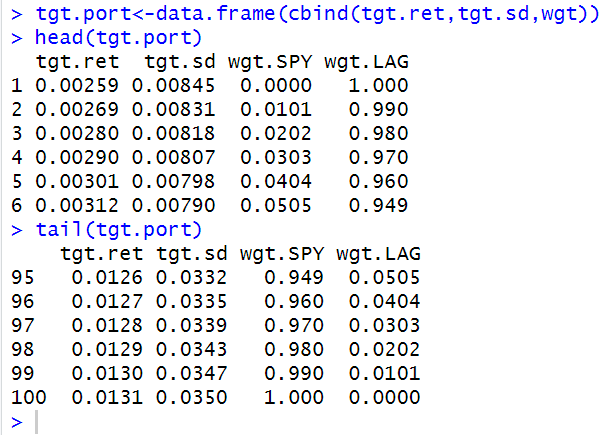 > tgt.port<-data.frame(cbind(tgt.ret,tgt.sd,wgt))
> head(tgt.port)
  tgt.ret  tgt.sd wgt.SPY wgt.LAG
1 0.00259 0.00845  0.0000   1.000
2 0.00269 0.00831  0.0101   0.990
3 0.00280 0.00818  0.0202   0.980
4 0.00290 0.00807  0.0303   0.970
5 0.00301 0.00798  0.0404   0.960
6 0.00312 0.00790  0.0505   0.949
> tail(tgt.port)
    tgt.ret tgt.sd wgt.SPY wgt.LAG
95   0.0126 0.0332   0.949  0.0505
96   0.0127 0.0335   0.960  0.0404
97   0.0128 0.0339   0.970  0.0303
98   0.0129 0.0343   0.980  0.0202
99   0.0130 0.0347   0.990  0.0101
100  0.0131 0.0350   1.000  0.0000
>